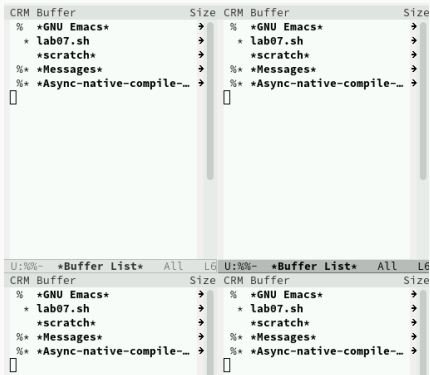 CRM Buffer Size
% *GNU Emacs*
* lab07.sh
*scratch*
%* *Messages*
%* *Async-native-compile-…
U:%%- *Buffer List* All L6
CRM Buffer Size
% *GNU Emacs*
* lab07.sh
*scratch*
%* *Messages*
%* *Async-native-compile-…
U:%%- *Buffer List* All L6
CRM Buffer Size
% *GNU Emacs*
* lab07.sh
*scratch*
%* *Messages*
%* *Async-native-compile-…
CRM Buffer Size
% *GNU Emacs*
* lab07.sh
*scratch*
%* *Messages*
%* *Async-native-compile-…